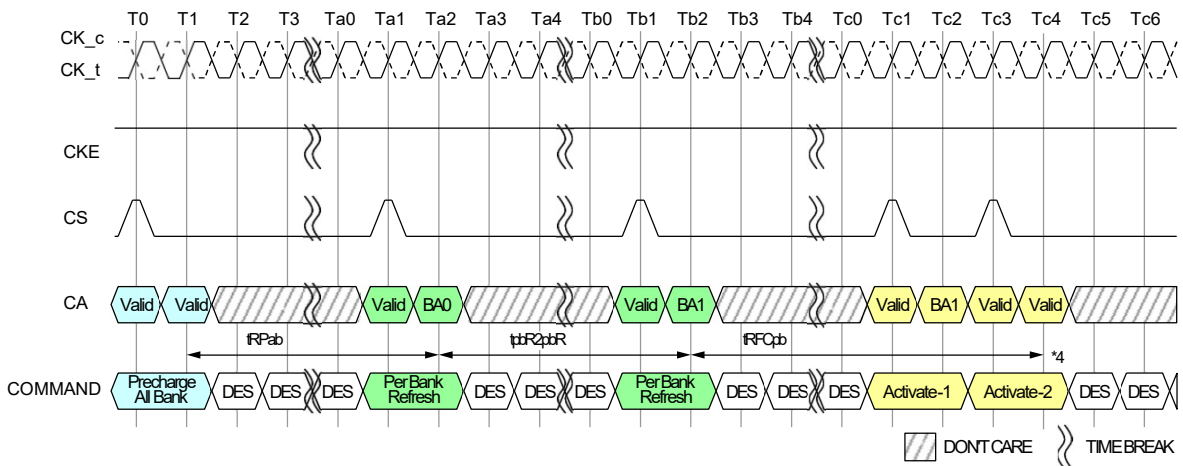 T0 T1 T2 T3 Ta0 Ta1 Ta2 Ta3 Ta4 Tb0 Tb1 Tb2 Tb3 Tb4 Tc0 Tc1 Tc2 Tc3 Tc4 Tc5 Tc6
CK_c
CK_t
CKE
CS
CA Valid Valid Valid BA0 Valid BA1 Valid BA1 Valid Valid
tRPab tpbR2pbR tRFCpb *4
COMMAND Precharge All Bank DES DES DES Per Bank Refresh DES DES DES Per Bank Refresh DES DES DES Activate-1 Activate-2 DES DES
DON'T CARE TIME BREAK